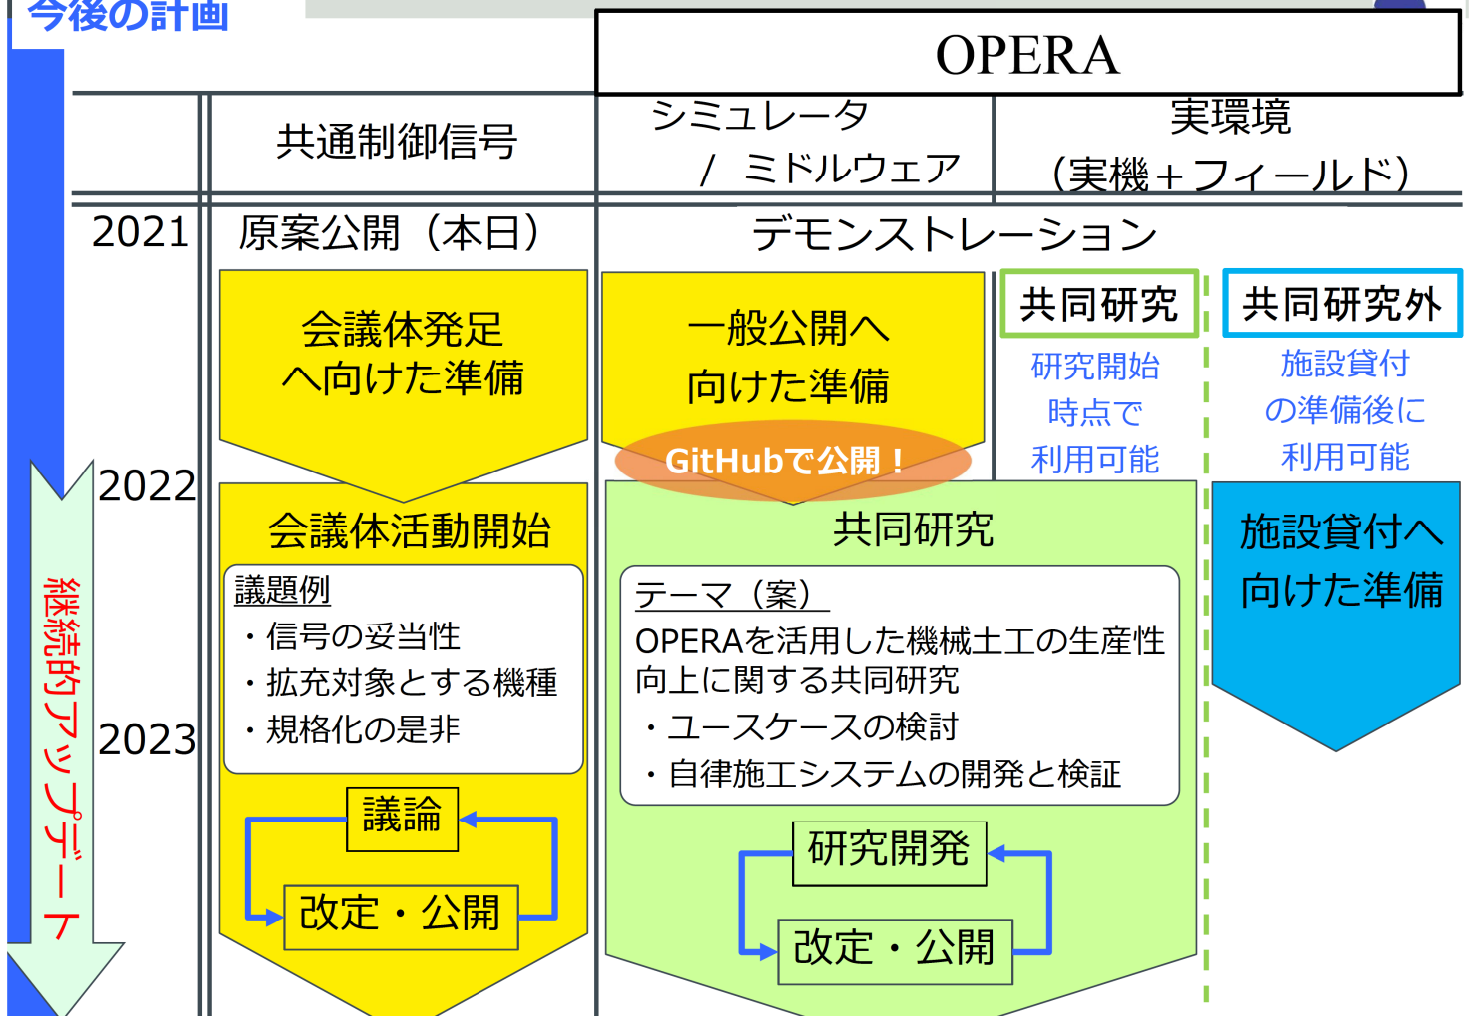 今後の計画
OPERA
共通制御信号
シミュレータ
/ ミドルウェア
実環境
(実機+フィールド)
2021
原案公開(本日)
デモンストレーション
会議体発足
へ向けた準備
一般公開へ
向けた準備
GitHubで公開!
共同研究
研究開始
時点で
利用可能
共同研究外
施設貸付
の準備後に
利用可能
2022
会議体活動開始
議題例
・信号の妥当性
・拡充対象とする機種
・規格化の是非
議論
改定・公開
共同研究
テーマ(案)
OPERAを活用した機械土工の生産性
向上に関する共同研究
・ユースケースの検討
・自律施工システムの開発と検証
研究開発
改定・公開
施設貸付へ
向けた準備
2023
継続的アップデート